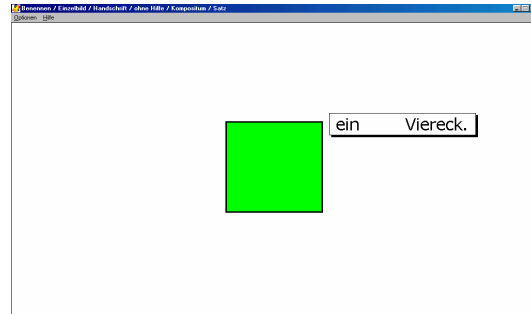 Benennen / Einzelbild / Handschrift / ohne Hilfe / Kompositum / Satz
Optionen Hilfe
ein Viereck.